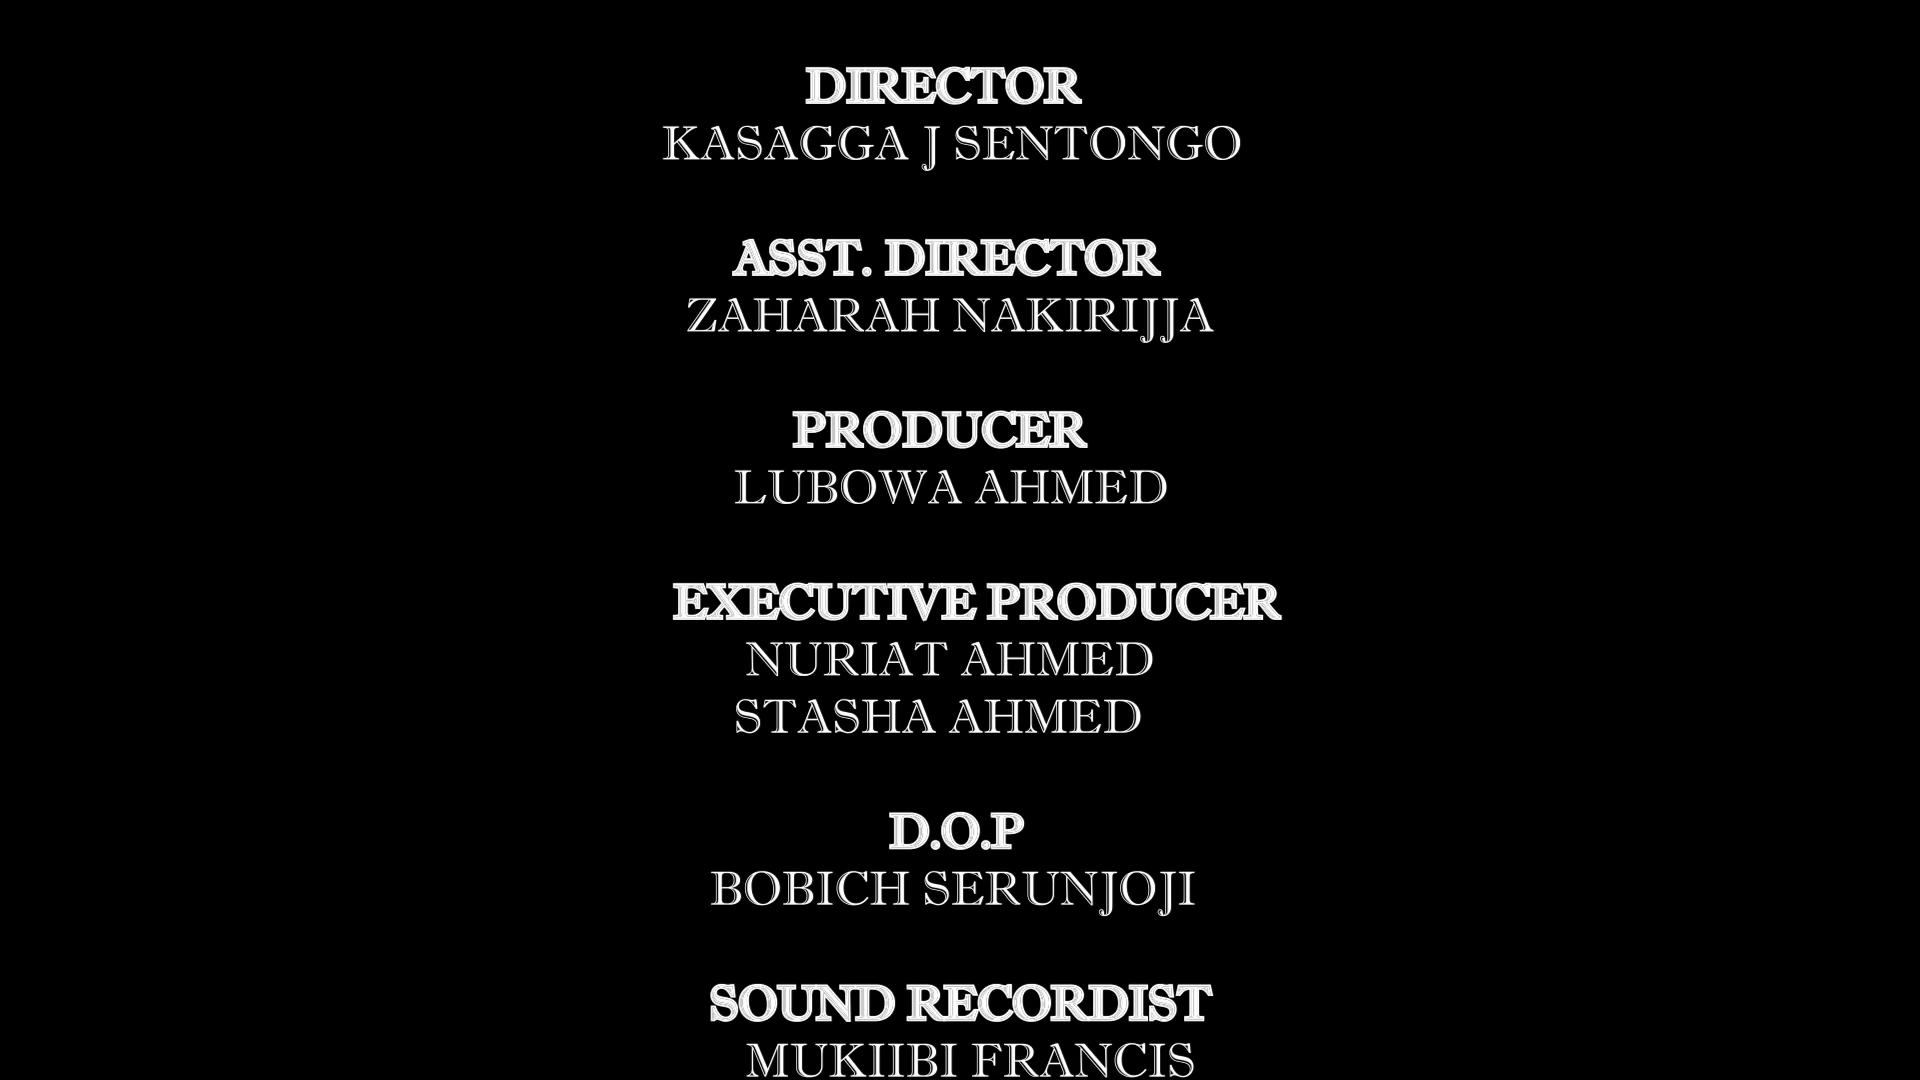 DIRECTOR
KASAGGA J SENTONGO
ASST. DIRECTOR
ZAHARAH NAKIRIJJA
PRODUCER
LUBOWA AHMED
EXECUTIVE PRODUCER
NURIAT AHMED
STASHA AHMED
D.O.P
BOBICH SERUNJOJI
SOUND RECORDIST
MUKIIBI FRANCIS